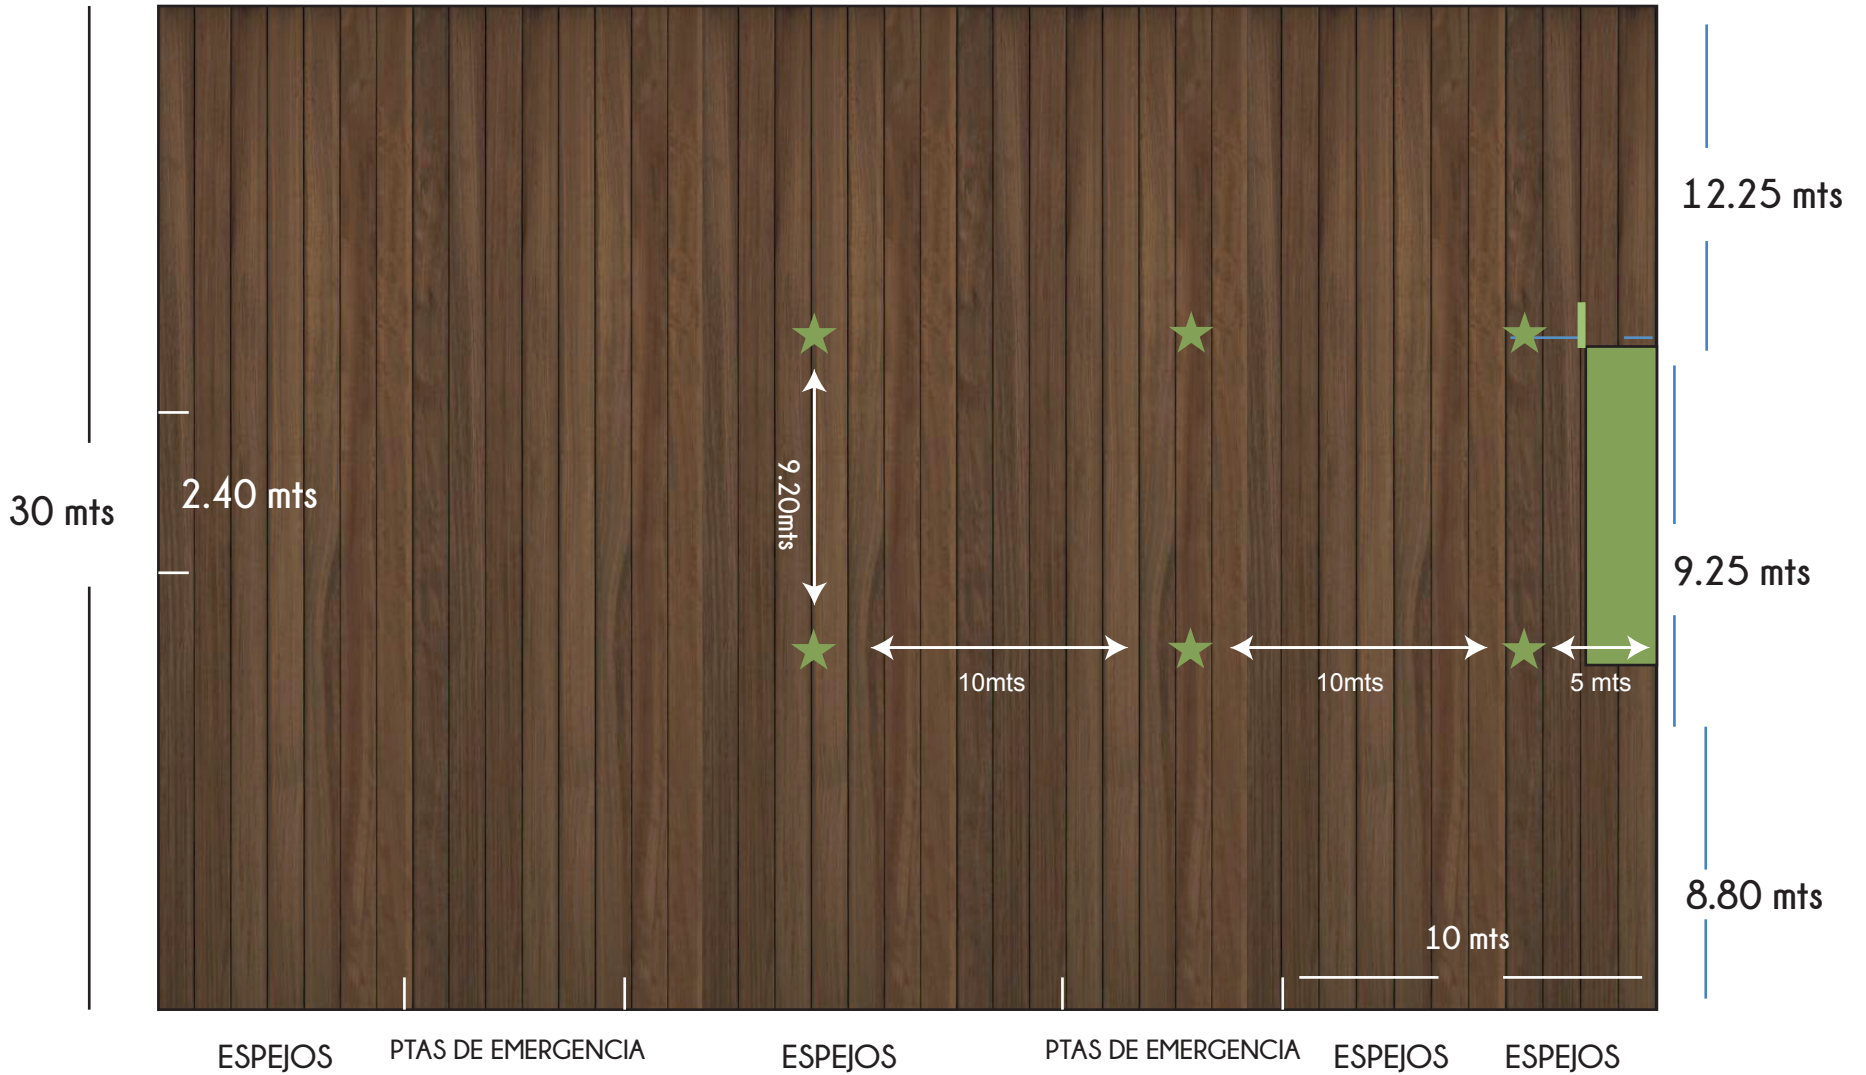 12.25 mts
30 mts
2.40 mts
9.20mts
9.25 mts
10mts
10mts
5 mts
8.80 mts
10 mts
ESPEJOS
PTAS DE EMERGENCIA
ESPEJOS
PTAS DE EMERGENCIA
ESPEJOS
ESPEJOS